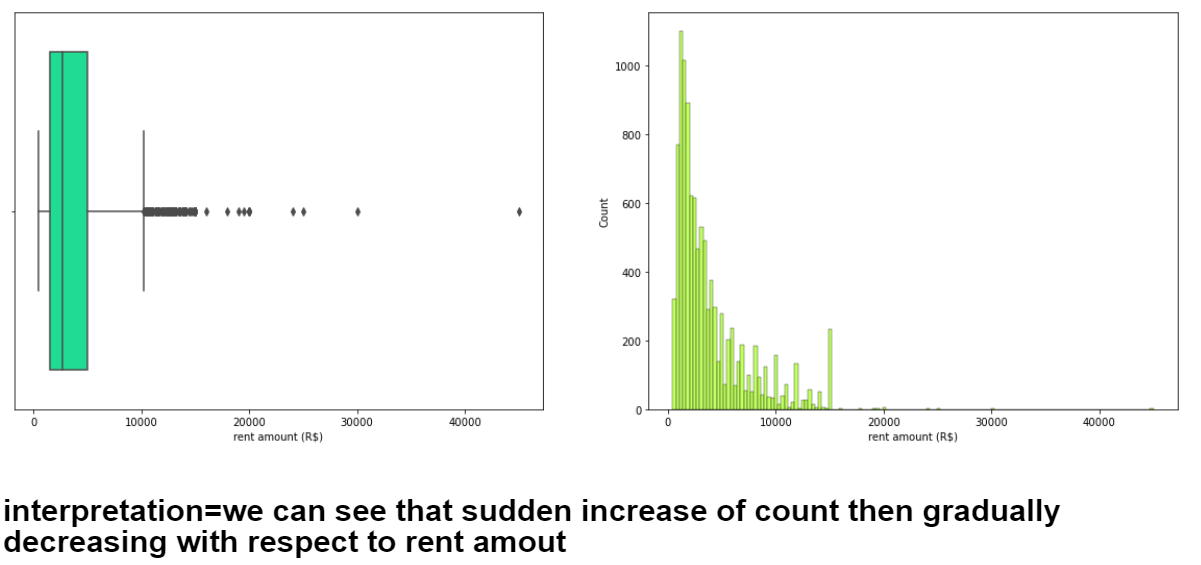 1000
800
600
400
200
0
Count
0 10000 20000 30000 40000
rent amount (R$)
0 10000 20000 30000 40000
rent amount (R$)
interpretation=we can see that sudden increase of count then gradually
decreasing with respect to rent amout